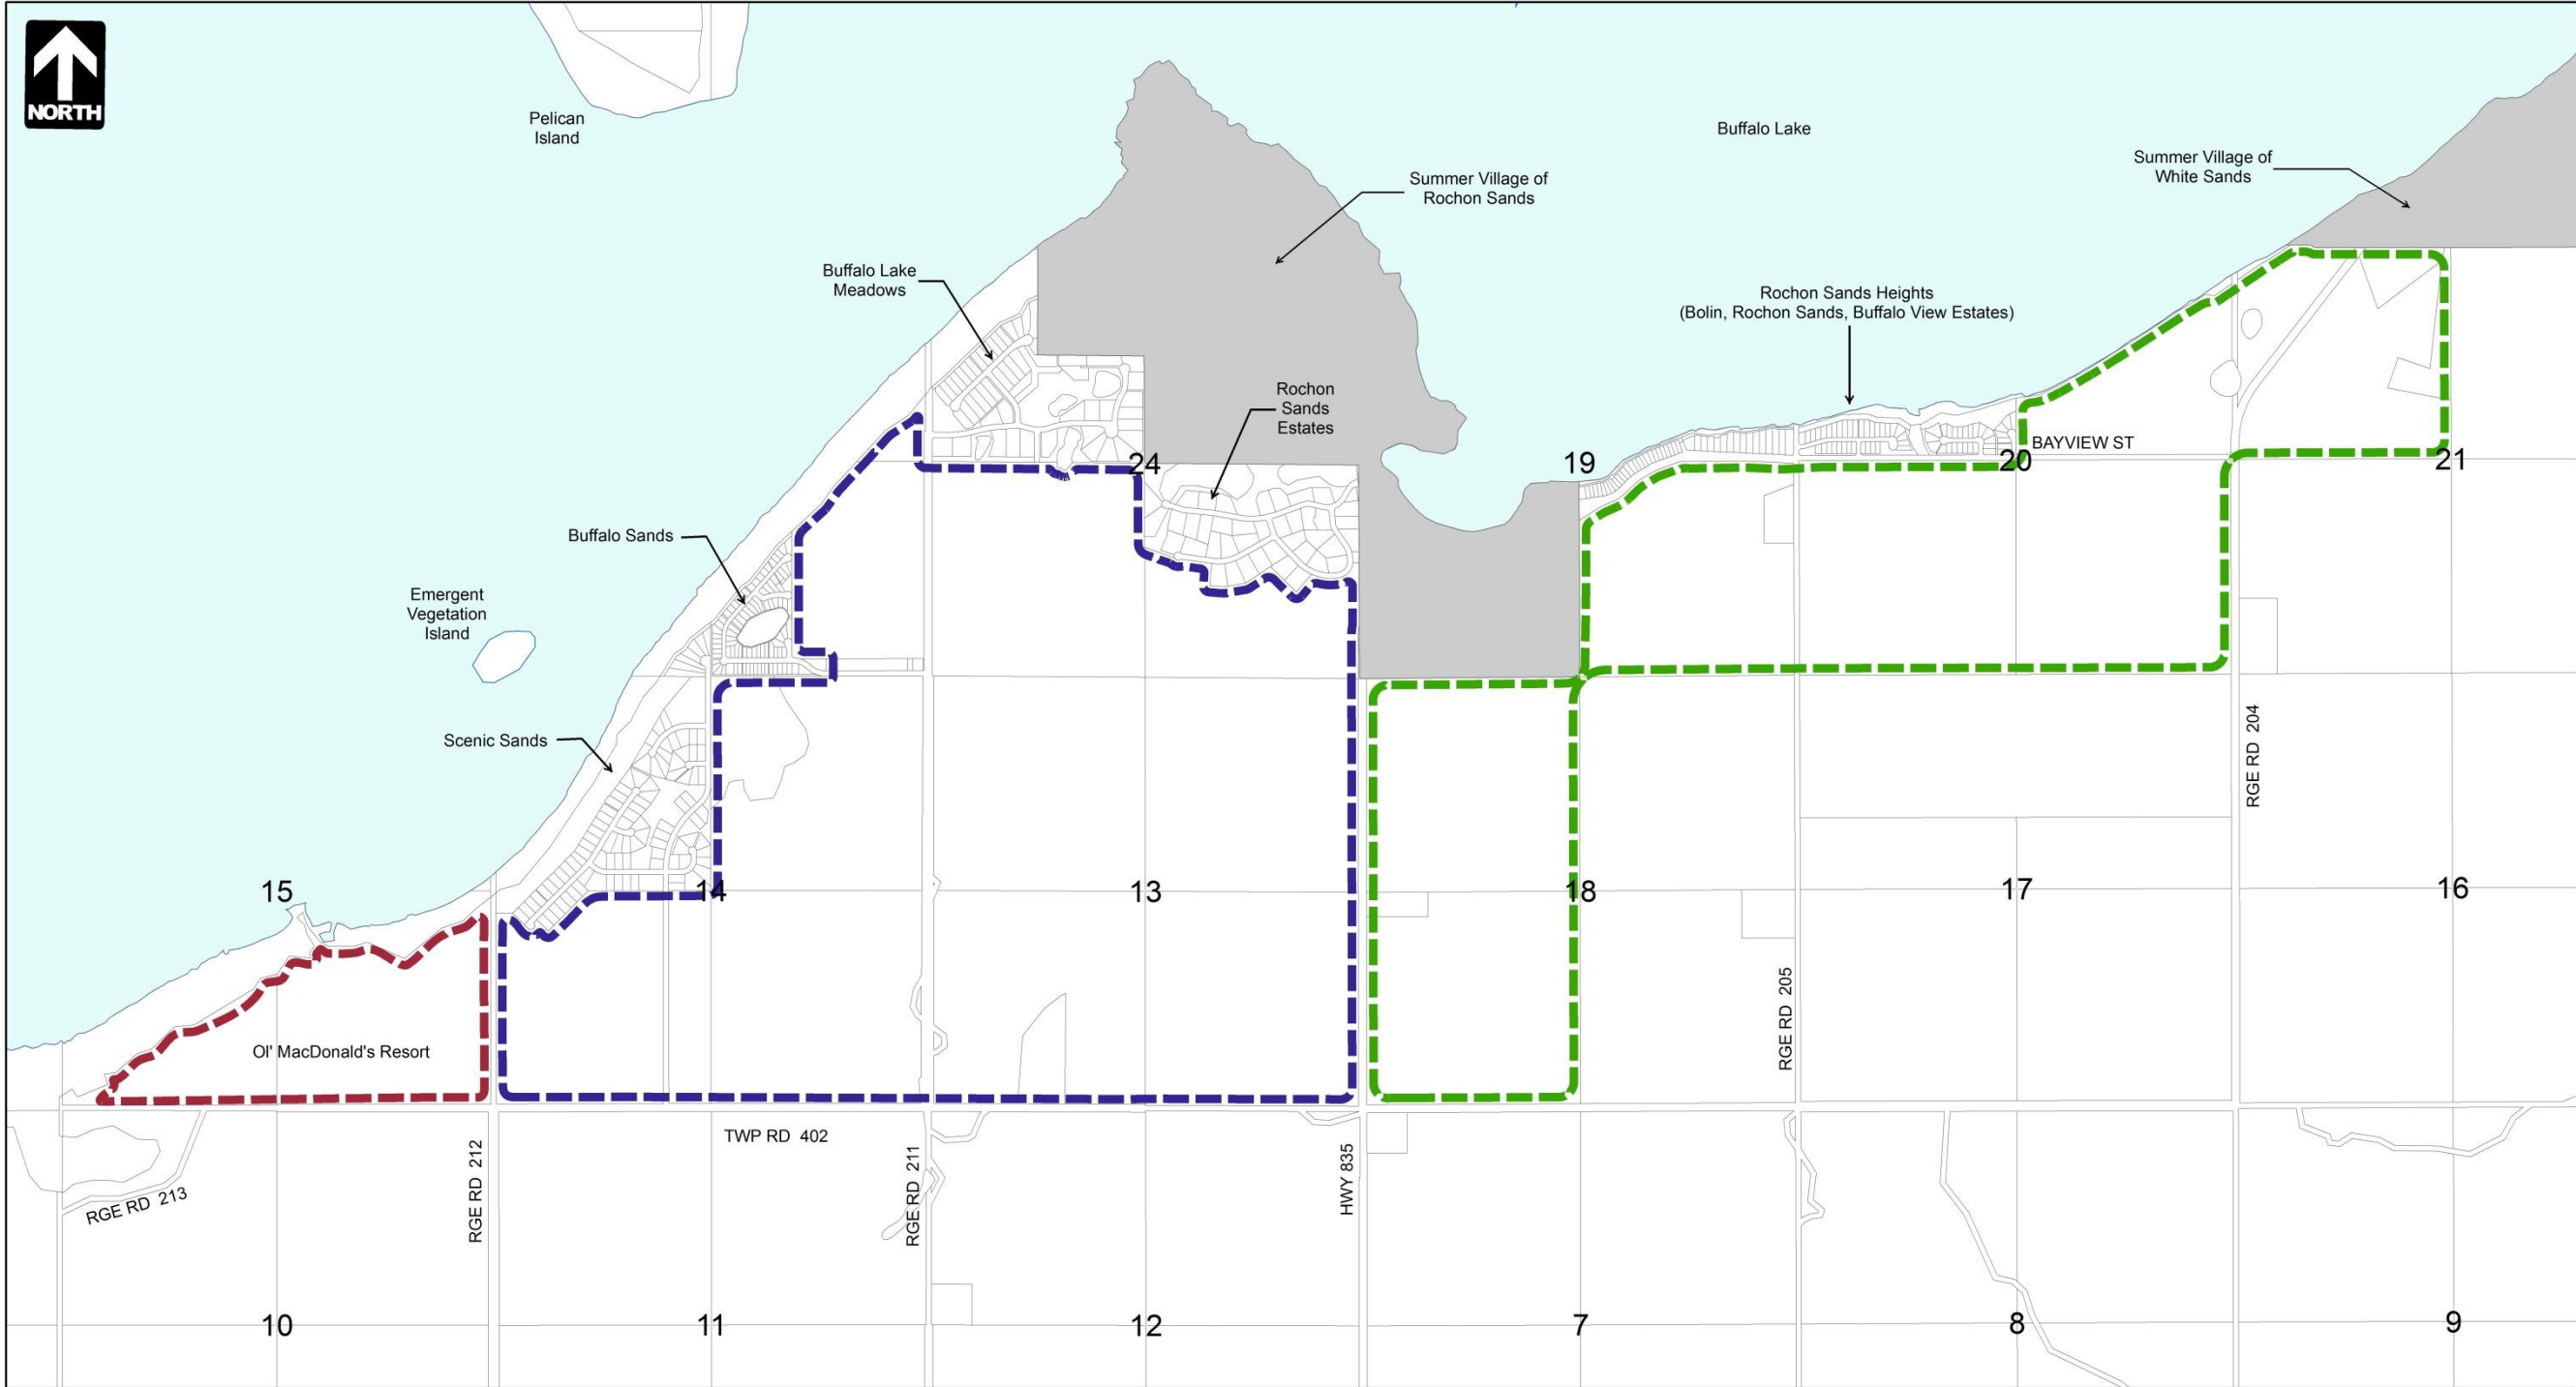 NORTH
Pelican
Island
Buffalo Lake
Summer Village of
White Sands
Summer Village of
Rochon Sands
Buffalo Lake
Meadows
Rochon Sands Heights
(Bolin, Rochon Sands, Buffalo View Estates)
Rochon
Sands
Estates
BAYVIEW ST
24
19
20
21
Buffalo Sands
Emergent
Vegetation
Island
Scenic Sands
RGE RD 204
15
14
13
18
17
16
RGE RD 205
Ol' MacDonald's Resort
TWP RD 402
RGE RD 213
RGE RD 212
RGE RD 211
HWY 835
10
11
12
7
8
9